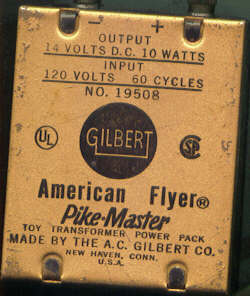 OUTPUT
14 VOLTS D.C. 10 WATTS
INPUT
120 VOLTS 60 CYCLES
NO. 19508
UL
GILBERT
American Flyer®
Pike-Master
TOY TRANSFORMER POWER PACK
MADE BY THE A.C. GILBERT CO.
NEW HAVEN, CONN.
U.S.A.